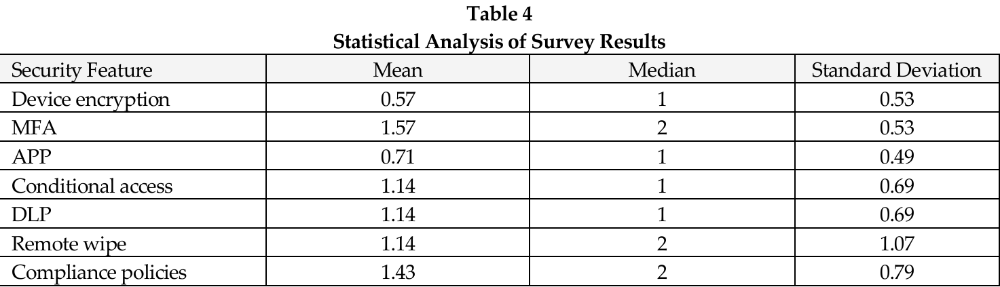 Table 4
Statistical Analysis of Survey Results
Security Feature Mean Median Standard Deviation
Device encryption 0.57 1 0.53
MFA 1.57 2 0.53
APP 0.71 1 0.49
Conditional access 1.14 1 0.69
DLP 1.14 1 0.69
Remote wipe 1.14 2 1.07
Compliance policies 1.43 2 0.79